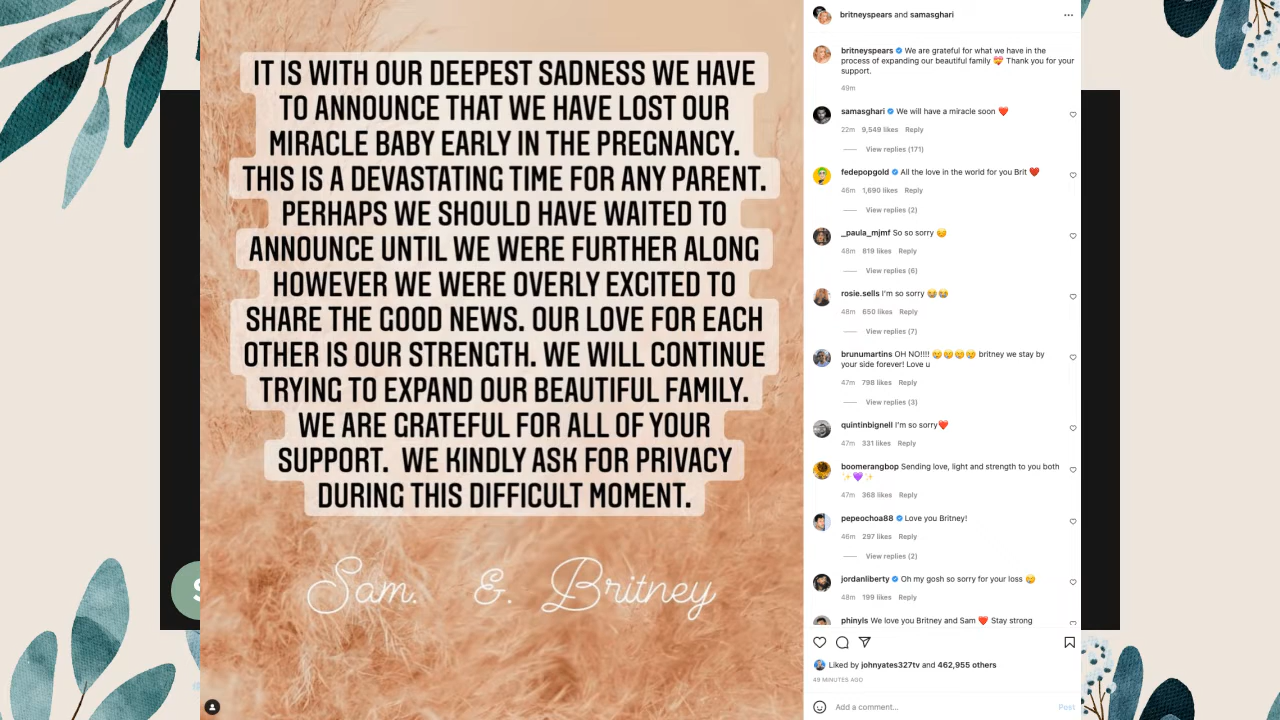 IT IS WITH OUR DEEPEST SADNESS WE HAVE
TO ANNOUNCE THAT WE HAVE LOST OUR
MIRACLE BABY EARLY IN THE PREGNANCY.
THIS IS A DEVASTATING TIME FOR ANY PARENT.
PERHAPS WE SHOULD HAVE WAITED TO
ANNOUNCE UNTIL WE WERE FURTHER ALONG
HOWEVER WE WERE OVERLY EXCITED TO
SHARE THE GOOD NEWS. OUR LOVE FOR EACH
OTHER IS OUR STRENGTH. WE WILL CONTINUE
TRYING TO EXPAND OUR BEAUTIFUL FAMILY.
WE ARE GRATEFUL FOR ALL OF YOUR
SUPPORT. WE KINDLY ASK FOR PRIVACY
DURING THIS DIFFICULT MOMENT.
Sam. & Britney
britneyspears and samasghari
britneyspears We are grateful for what we have in the
process of expanding our beautiful family 💝 Thank you for your
support.
49m
samasghari We will have a miracle soon ❤️
22m 9,549 likes Reply
View replies (171)
fedepopgold All the love in the world for you Brit ❤️
46m 1,690 likes Reply
View replies (2)
_paula_mjmf So so sorry 😔
48m 819 likes Reply
View replies (6)
rosie.sells I'm so sorry 😭😭
48m 650 likes Reply
View replies (7)
brunumartins OH NO!!!! 😢😢😢😢 britney we stay by
your side forever! Love u
47m 798 likes Reply
View replies (3)
quintinbignell I'm so sorry❤️
47m 331 likes Reply
boomerangbop Sending love, light and strength to you both
✨💜✨
47m 368 likes Reply
pepeochoa88 Love you Britney!
46m 297 likes Reply
View replies (2)
jordanliberty Oh my gosh so sorry for your loss 😢
48m 199 likes Reply
phinyls We love you Britney and Sam ❤️ Stay strong
Liked by johnyates327tv and 462,955 others
49 MINUTES AGO
Add a comment...
Post